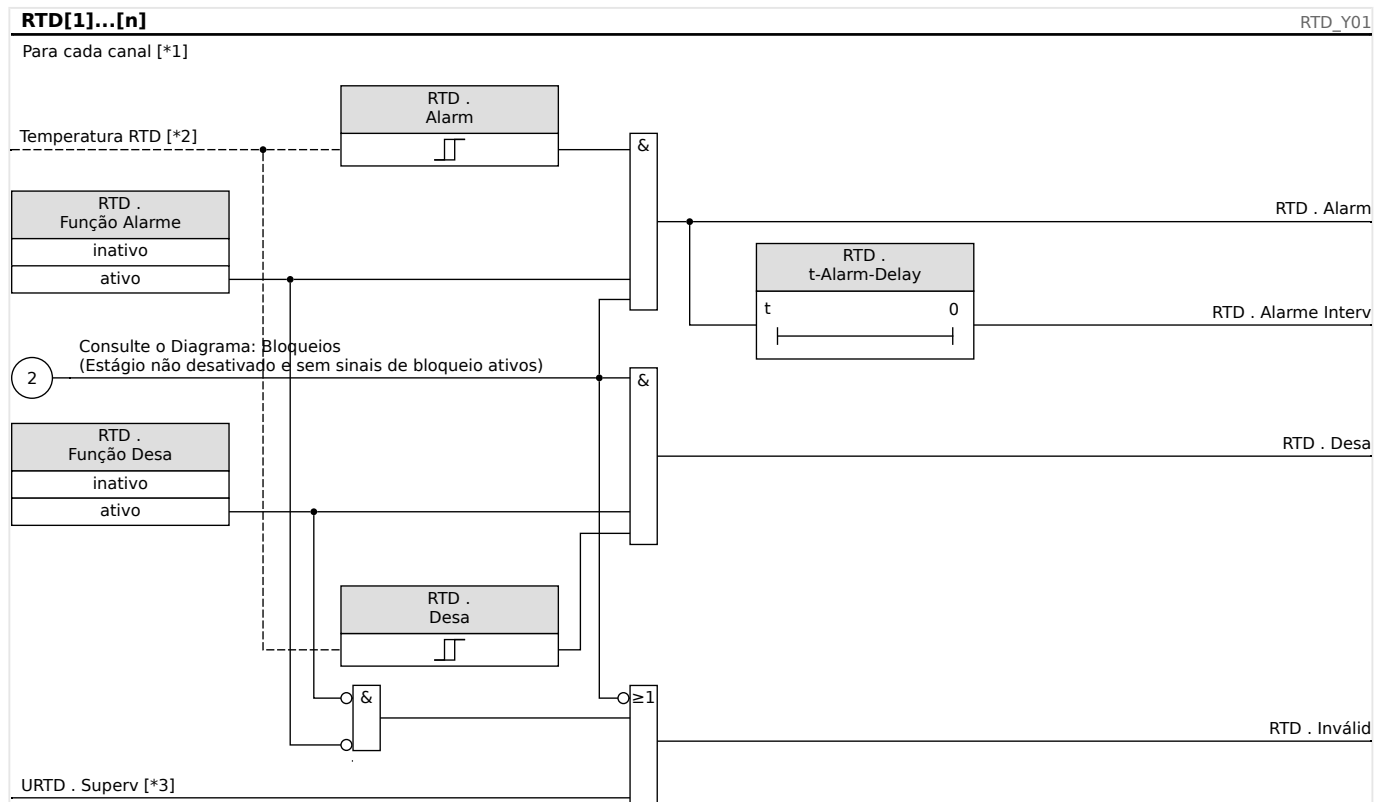 RTD[1]...[n]
RTD_Y01
Para cada canal [*1]
RTD .
Alarm
Temperatura RTD [*2]
&
RTD .
Função Alarme
inativo
ativo
RTD . Alarm
RTD .
t-Alarm-Delay
t 0
RTD . Alarme Interv
Consulte o Diagrama: Bloqueios
(Estágio não desativado e sem sinais de bloqueio ativos)
2
&
RTD .
Função Desa
inativo
ativo
RTD . Desa
RTD .
Desa
&
≥1
RTD . Inválid
URTD . Superv [*3]